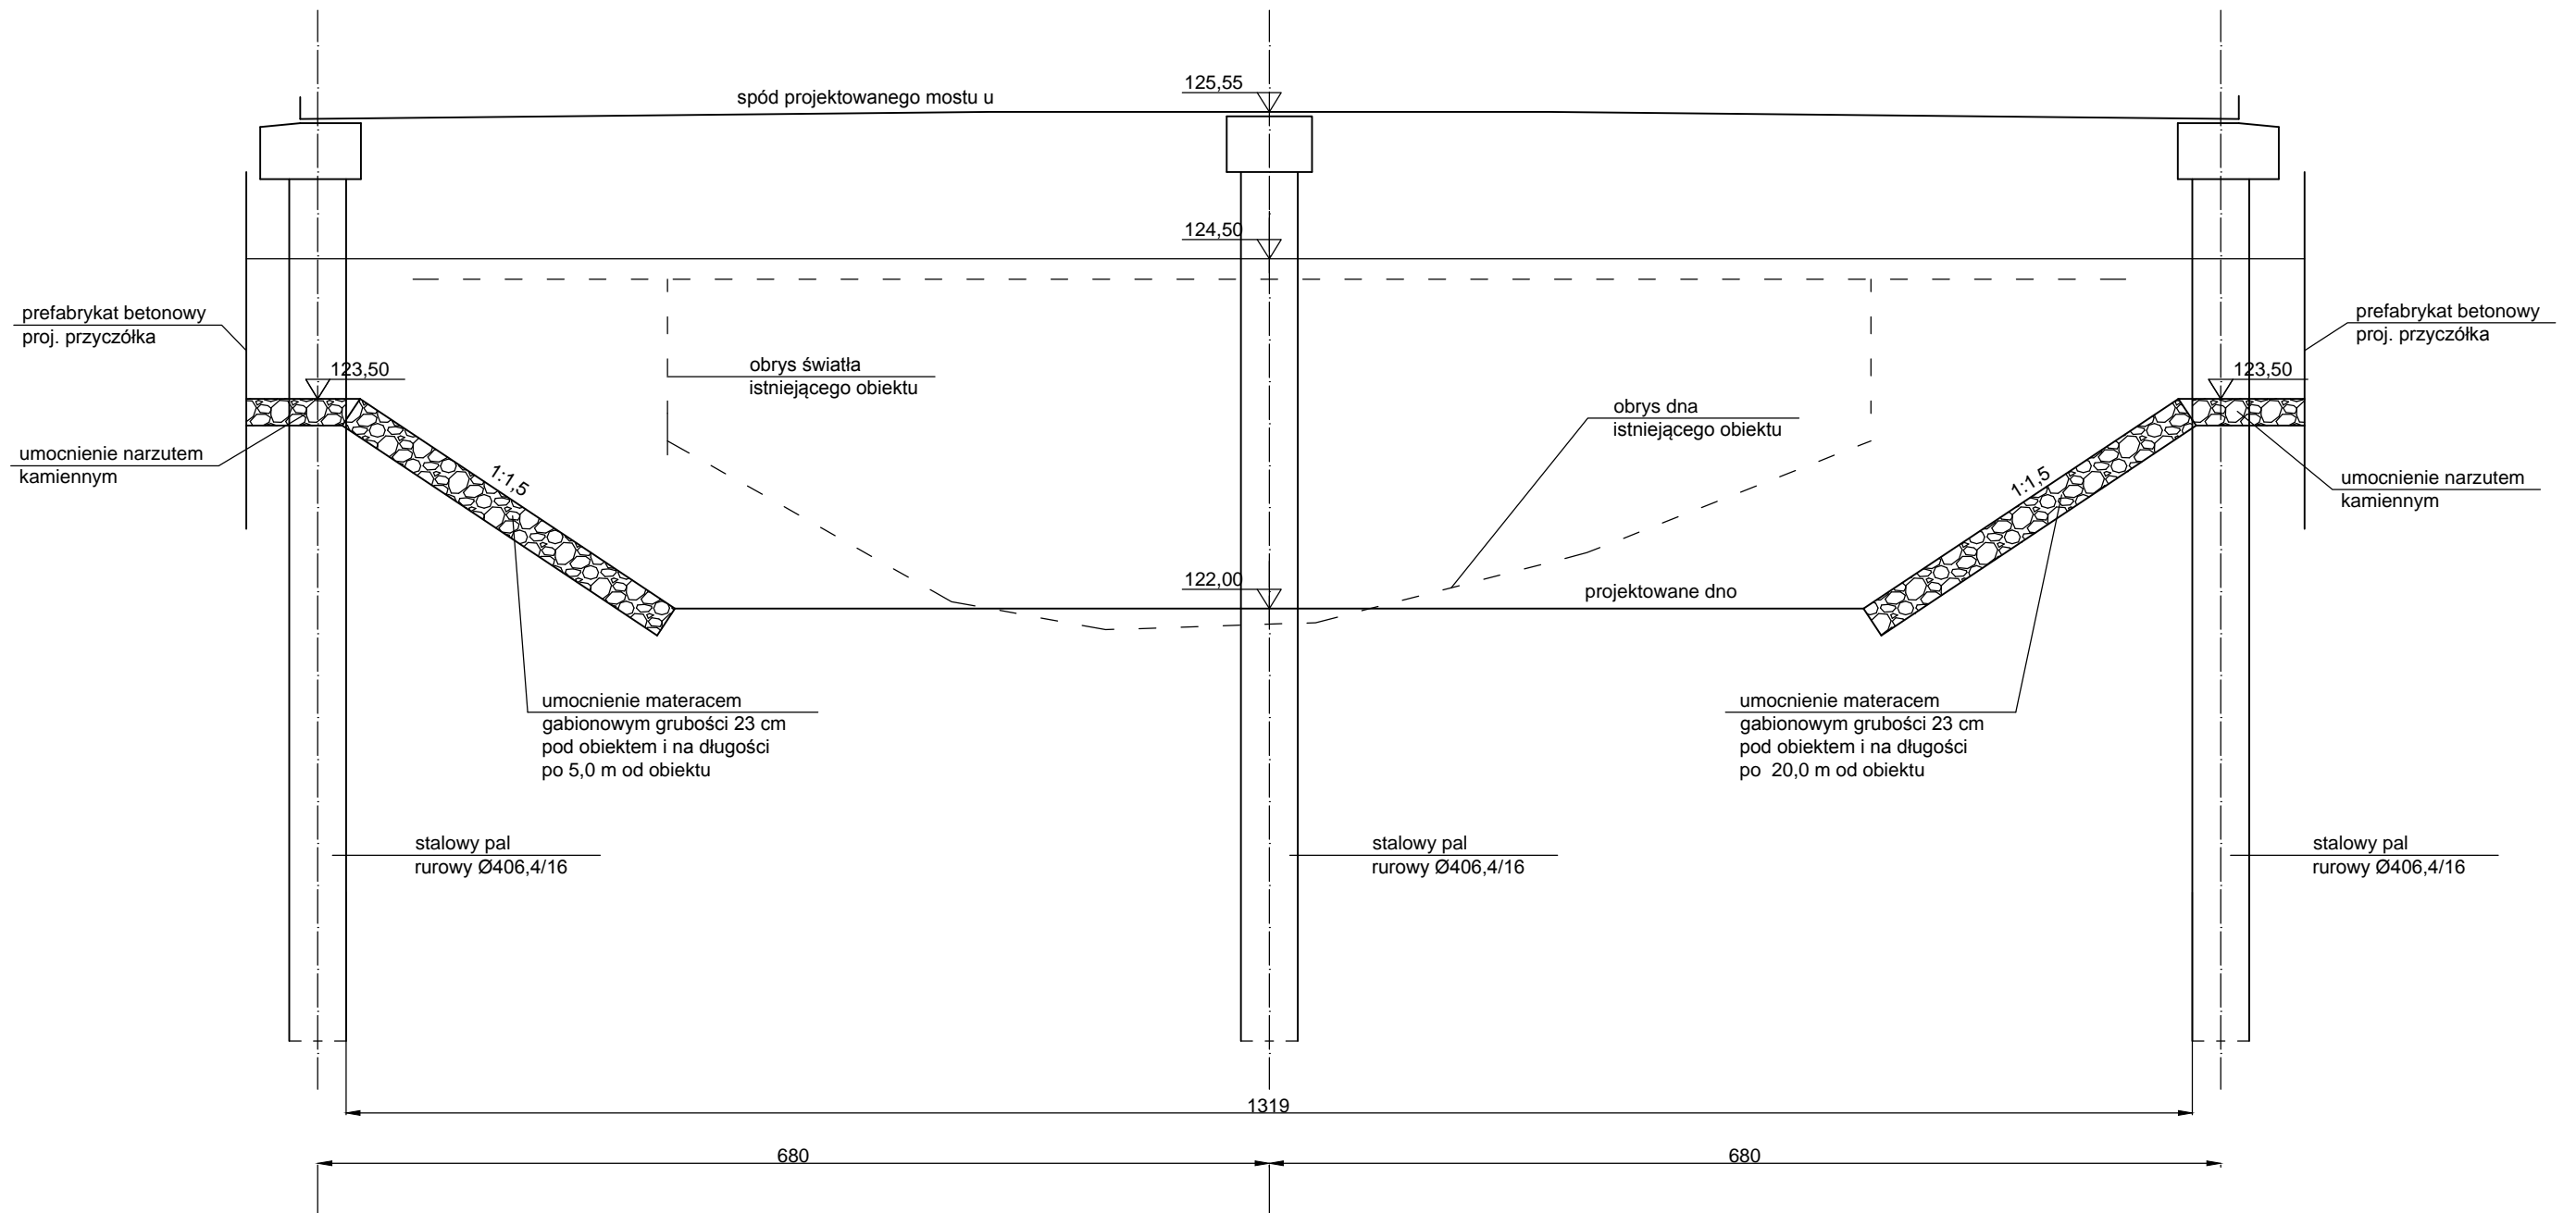 125,55
spód projektowanego mostu u
124,50
prefabrykat betonowy
proj. przyczółka
prefabrykat betonowy
proj. przyczółka
obrys światła
istniejącego obiektu
123,50
123,50
obrys dna
istniejącego obiektu
umocnienie narzutem
kamiennym
1:1,5
1:1,5
umocnienie narzutem
kamiennym
122,00
projektowane dno
umocnienie materacem
gabionowym grubości 23 cm
pod obiektem i na długości
po 5,0 m od obiektu
umocnienie materacem
gabionowym grubości 23 cm
pod obiektem i na długości
po 20,0 m od obiektu
stalowy pal
rurowy Ø406,4/16
stalowy pal
rurowy Ø406,4/16
stalowy pal
rurowy Ø406,4/16
1319
680
680